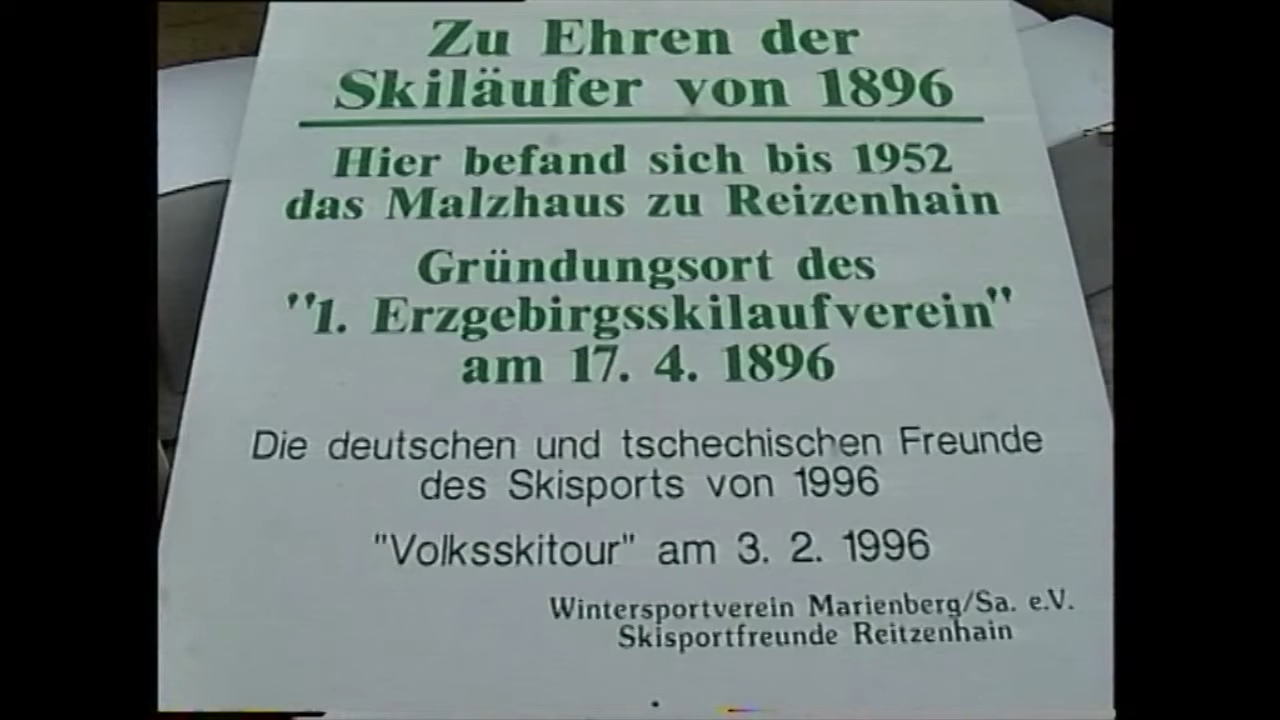 Zu Ehren der
Skiläufer von 1896
Hier befand sich bis 1952
das Malzhaus zu Reizenhain
Gründungsort des
"1. Erzgebirgsskilaufverein"
am 17. 4. 1896
Die deutschen und tschechischen Freunde
des Skisports von 1996
"Volksskitour" am 3. 2. 1996
Wintersportverein Marienberg/Sa. e.V.
Skisportfreunde Reitzenhain